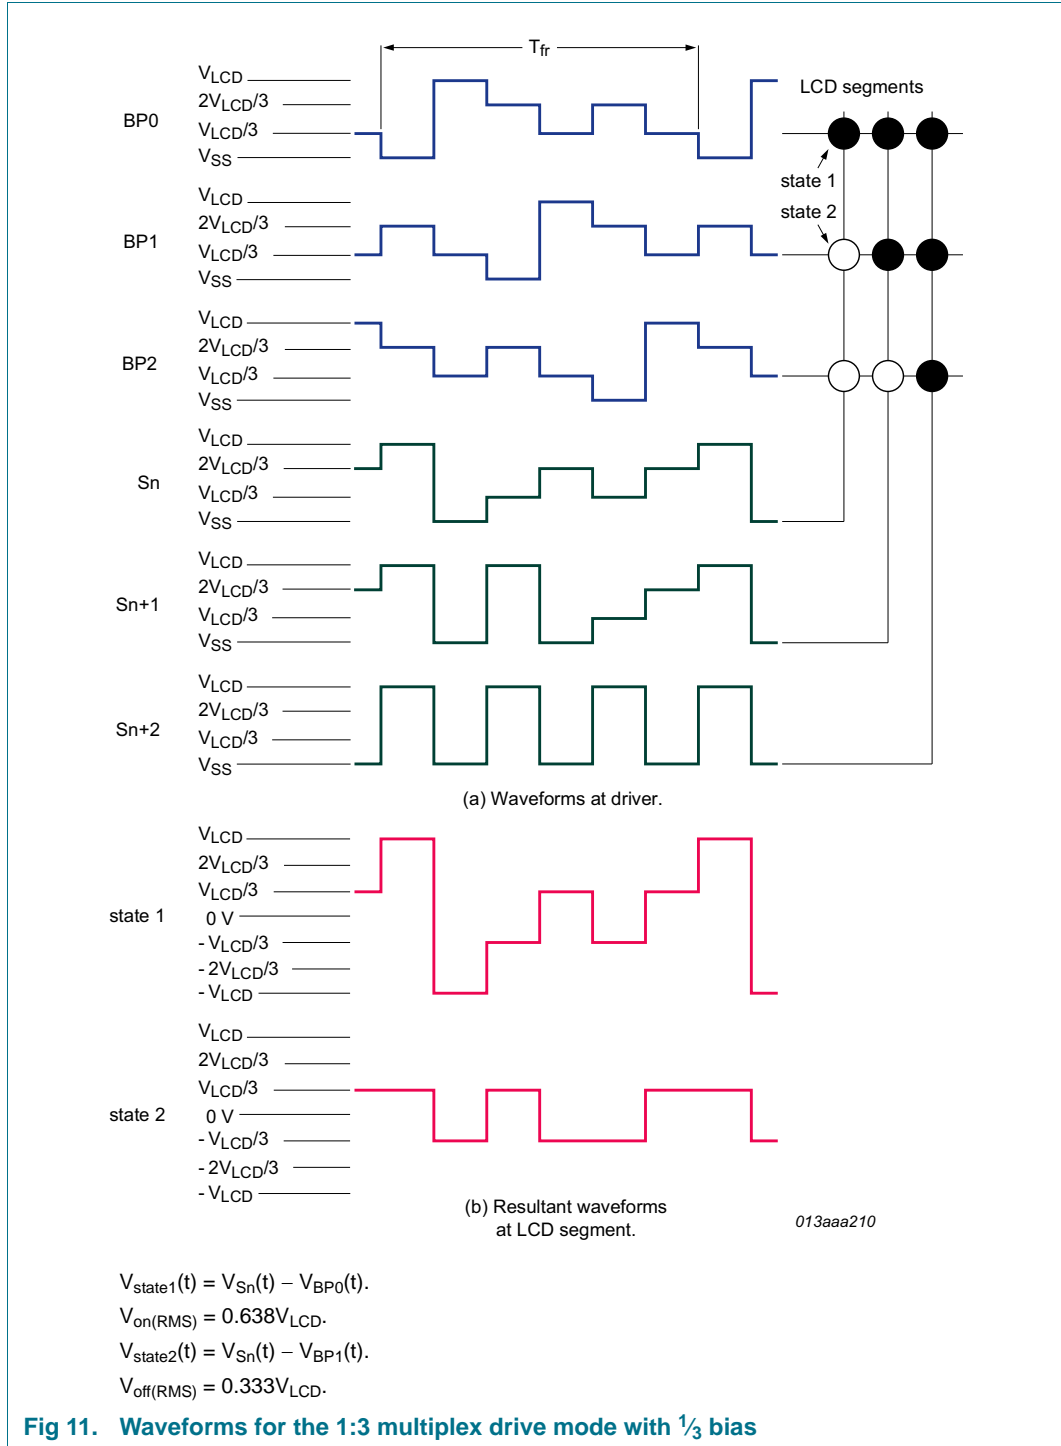 Tfr
BP0
VLCD
2VLCD/3
VLCD/3
VSS
LCD segments
state 1
state 2
BP1
VLCD
2VLCD/3
VLCD/3
VSS
BP2
VLCD
2VLCD/3
VLCD/3
VSS
Sn
VLCD
2VLCD/3
VLCD/3
VSS
Sn+1
VLCD
2VLCD/3
VLCD/3
VSS
Sn+2
VLCD
2VLCD/3
VLCD/3
VSS
(a) Waveforms at driver.
state 1
VLCD
2VLCD/3
VLCD/3
0 V
- VLCD/3
- 2VLCD/3
- VLCD
state 2
VLCD
2VLCD/3
VLCD/3
0 V
- VLCD/3
- 2VLCD/3
- VLCD
(b) Resultant waveforms
at LCD segment.
013aaa210
Vstate1(t) = VSn(t) − VBP0(t).
Von(RMS) = 0.638VLCD.
Vstate2(t) = VSn(t) − VBP1(t).
Voff(RMS) = 0.333VLCD.
Fig 11. Waveforms for the 1:3 multiplex drive mode with 1⁄3 bias